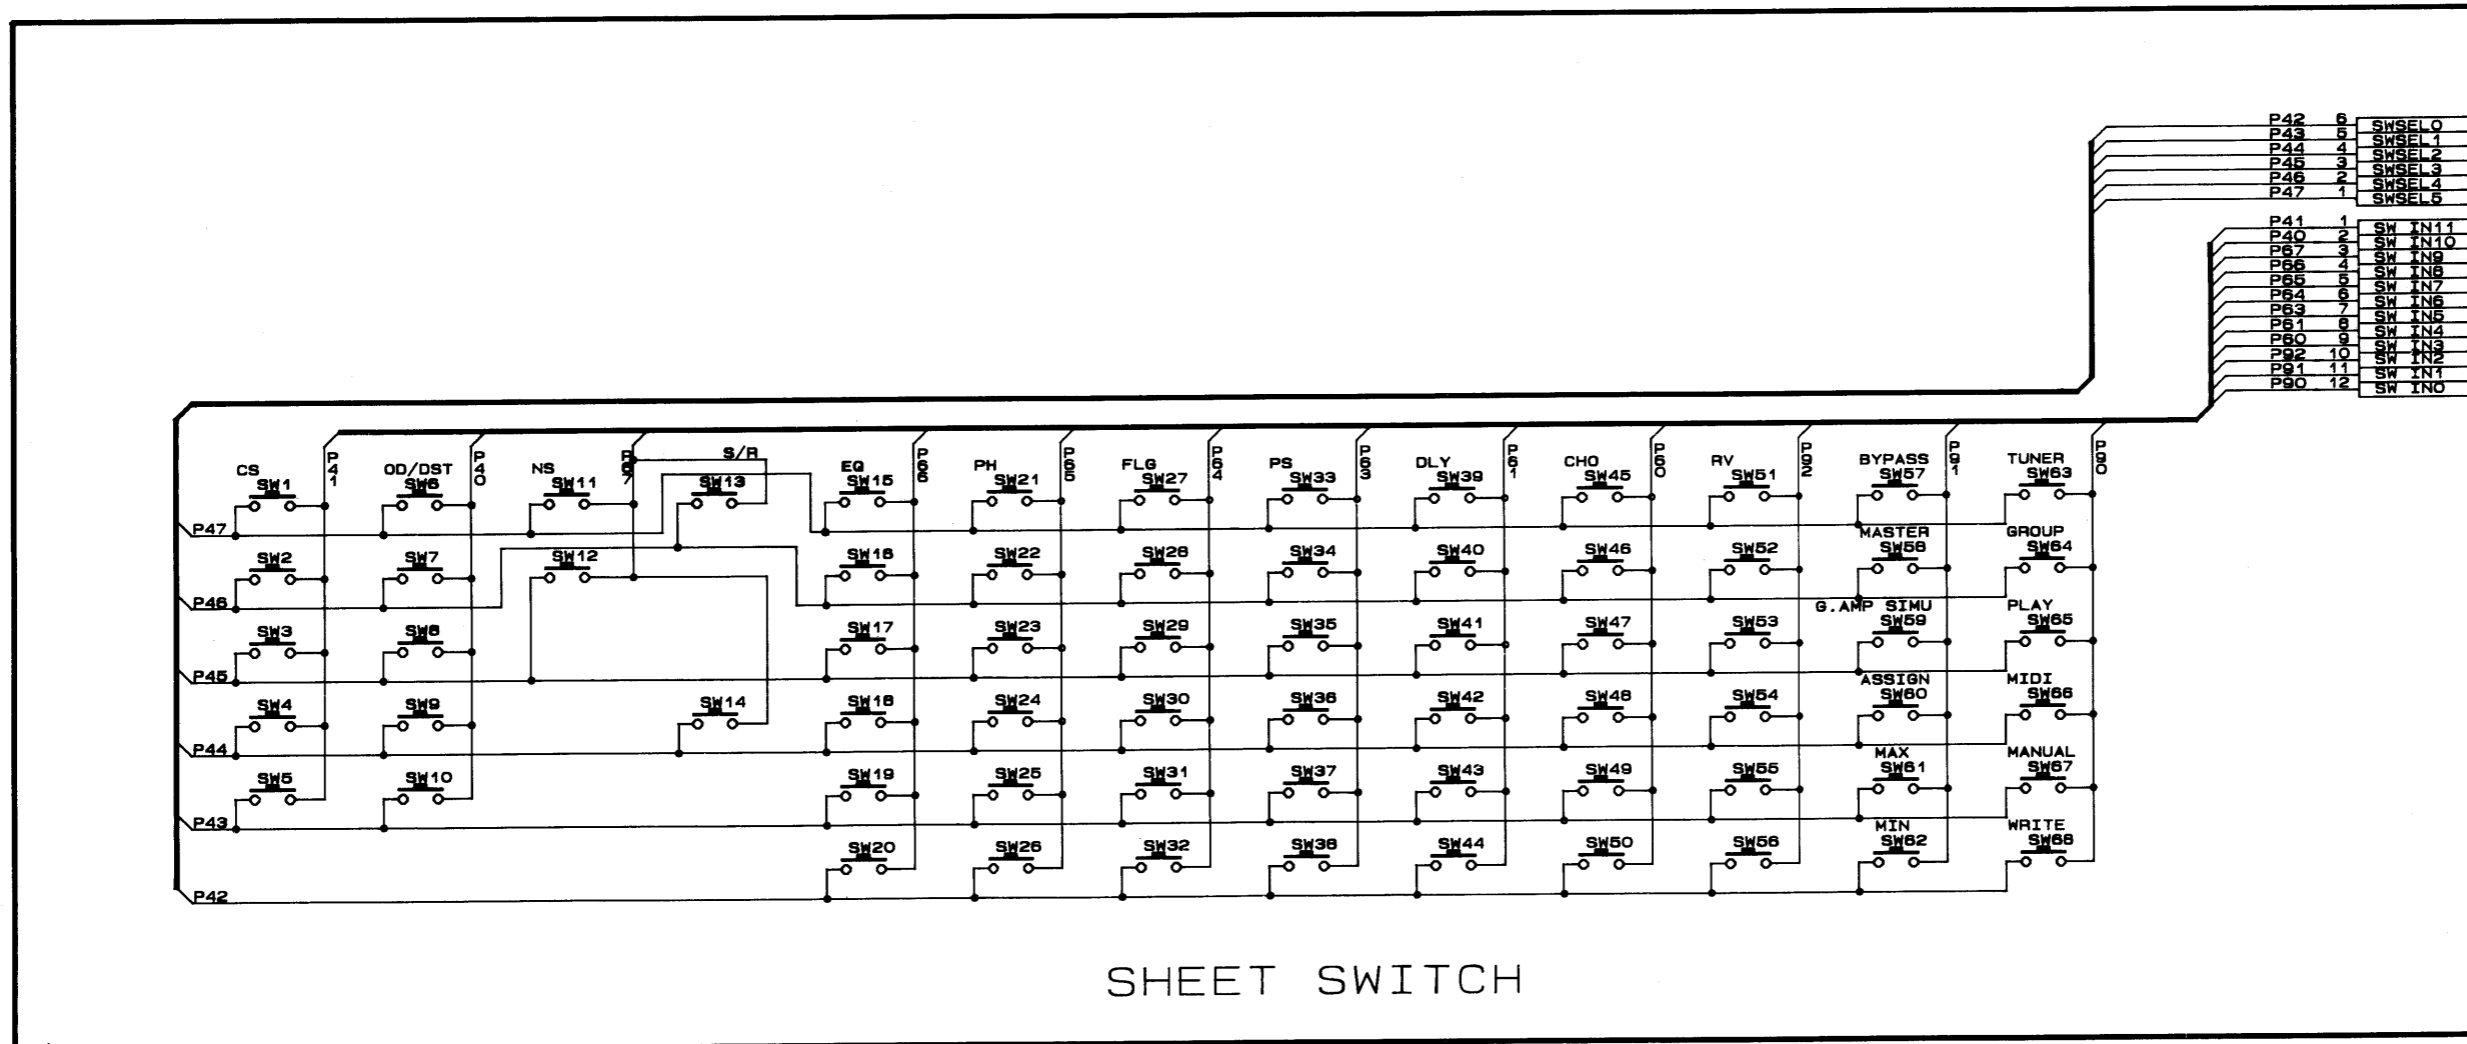 P42 6 SWSEL0
P43 5 SWSEL1
P44 4 SWSEL2
P45 3 SWSEL3
P46 2 SWSEL4
P47 1 SWSEL5
P41 1 SW IN11
P40 2 SW IN10
P67 3 SW IN9
P66 4 SW IN8
P65 5 SW IN7
P64 6 SW IN6
P63 7 SW IN5
P61 8 SW IN4
P60 9 SW IN3
P92 10 SW IN2
P91 11 SW IN1
P90 12 SW IN0
P41 P40 P67 P66 P65 P64 P63 P61 P60 P92 P91 P90
CS OD/DST NS S/R EQ PH FLG PS DLY CHO RV BYPASS TUNER
SW1 SW6 SW11 SW13 SW15 SW21 SW27 SW33 SW39 SW45 SW51 SW57 SW63
P47
MASTER GROUP
SW2 SW7 SW12 SW16 SW22 SW28 SW34 SW40 SW46 SW52 SW58 SW64
P46
G.AMP SIMU PLAY
SW3 SW8 SW17 SW23 SW29 SW35 SW41 SW47 SW53 SW59 SW65
P45
ASSIGN MIDI
SW4 SW9 SW14 SW18 SW24 SW30 SW36 SW42 SW48 SW54 SW60 SW66
P44
MAX MANUAL
SW5 SW10 SW19 SW25 SW31 SW37 SW43 SW49 SW55 SW61 SW67
P43
MIN WRITE
SW20 SW26 SW32 SW38 SW44 SW50 SW56 SW62 SW68
P42
SHEET SWITCH